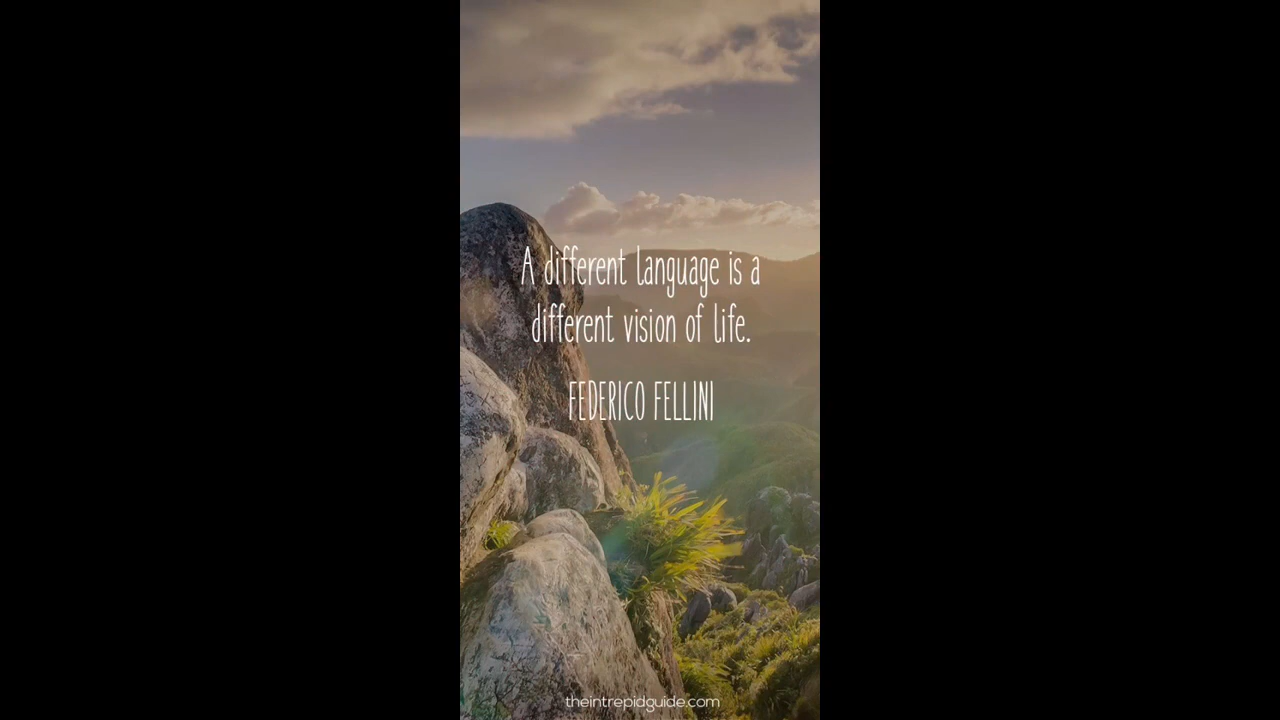 A different language is a
different vision of life.
FEDERICO FELLINI
theintrepidguide.com